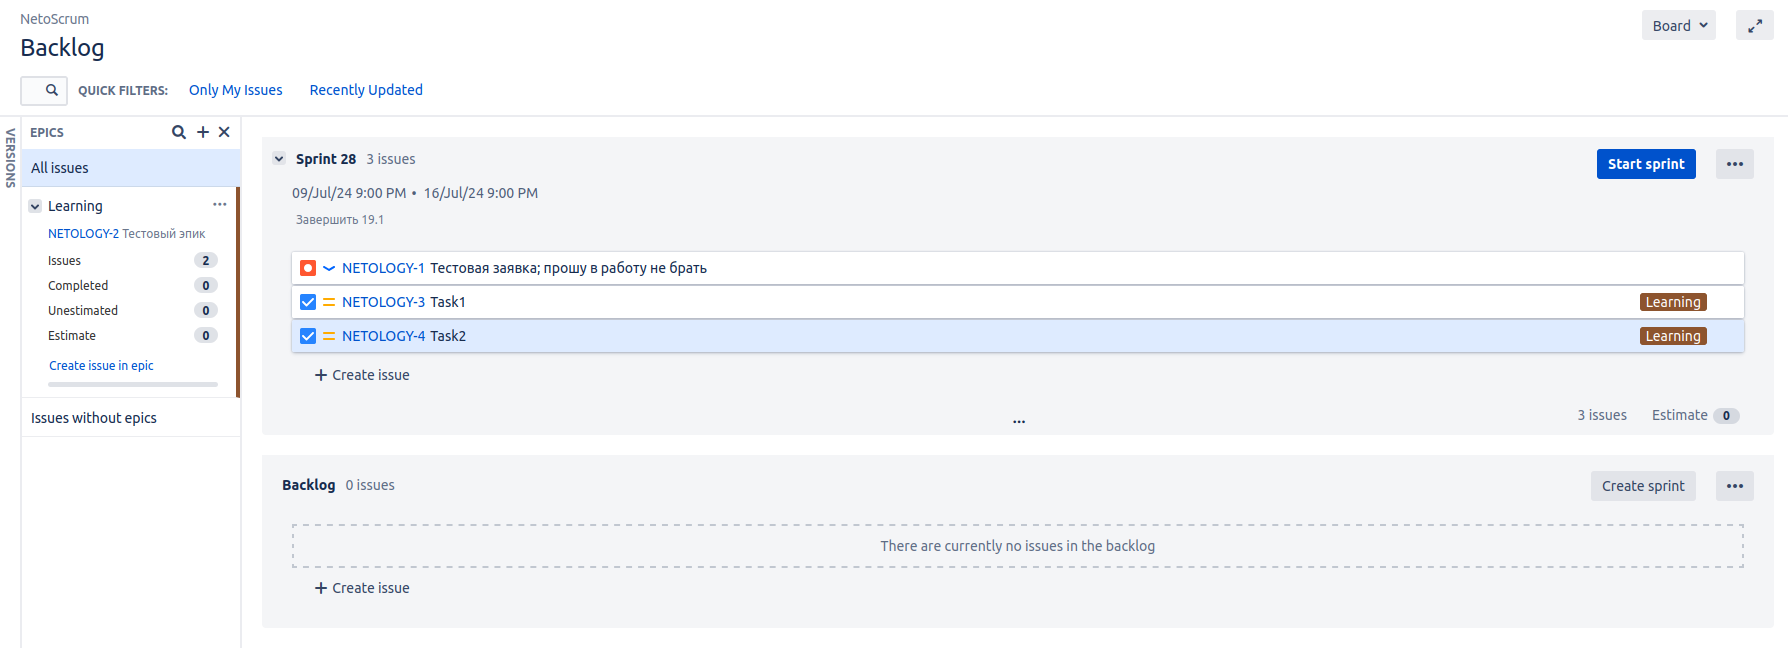 NetoScrum
Backlog
Board
QUICK FILTERS: Only My Issues Recently Updated
VERSIONS
EPICS
All issues
Learning
NETOLOGY-2 Тестовый эпик
Issues 2
Completed 0
Unestimated 0
Estimate 0
Create issue in epic
Issues without epics
Sprint 28 3 issues
Start sprint
09/Jul/24 9:00 PM • 16/Jul/24 9:00 PM
Завершить 19.1
NETOLOGY-1 Тестовая заявка; прошу в работу не брать
NETOLOGY-3 Task1 Learning
NETOLOGY-4 Task2 Learning
+ Create issue
3 issues Estimate 0
Backlog 0 issues
Create sprint
There are currently no issues in the backlog
+ Create issue